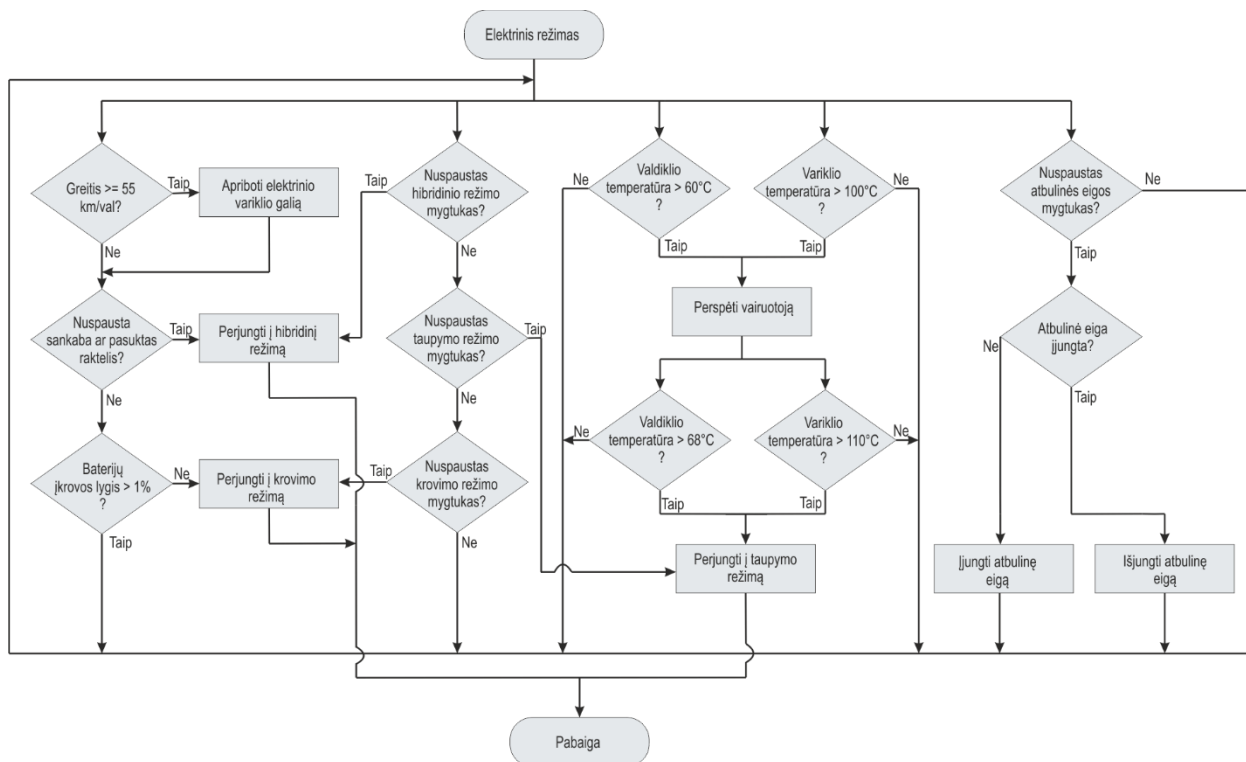 Elektrinis režimas
Greitis >= 55
km/val?
Taip
Ne
Apriboti elektrinio
variklio galią
Nuspausta
sankaba ar pasuktas
raktelis?
Taip
Ne
Perjungti į hibridinį
režimą
Baterijų
įkrovos lygis > 1%
?
Ne
Taip
Perjungti į krovimo
režimą
Nuspaustas
hibridinio režimo
mygtukas?
Taip
Ne
Nuspaustas
taupymo režimo
mygtukas?
Taip
Ne
Nuspaustas
krovimo režimo
mygtukas?
Taip
Ne
Valdiklio
temperatūra > 60°C
?
Ne
Taip
Variklio
temperatūra > 100°C
?
Ne
Taip
Perspėti vairuotoją
Valdiklio
temperatūra > 68°C
?
Ne
Taip
Variklio
temperatūra > 110°C
?
Ne
Taip
Perjungti į taupymo
režimą
Nuspaustas
atbulinės eigos
mygtukas?
Ne
Taip
Atbulinė eiga
įjungta?
Ne
Taip
Įjungti atbulinę
eigą
Išjungti atbulinę
eigą
Pabaiga